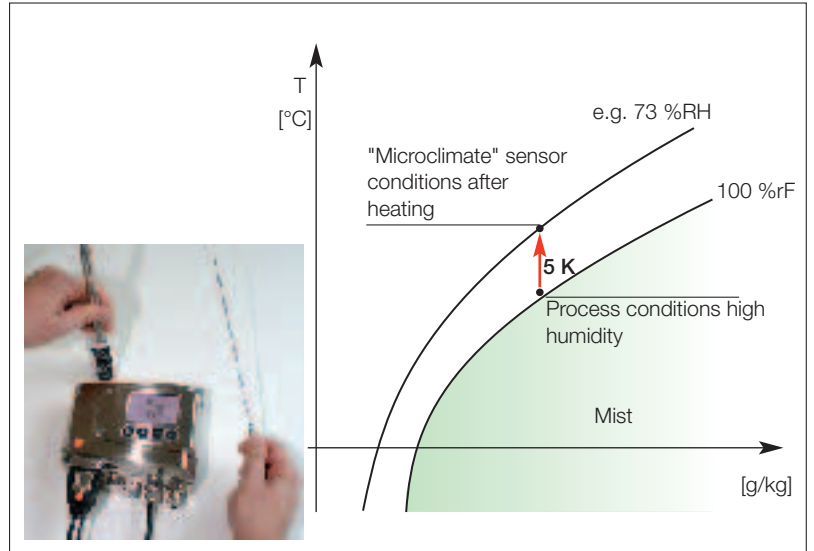 T
[°C]
e.g. 73 %RH
"Microclimate" sensor
conditions after
heating
100 %rF
5 K
Process conditions high
humidity
Mist
[g/kg]